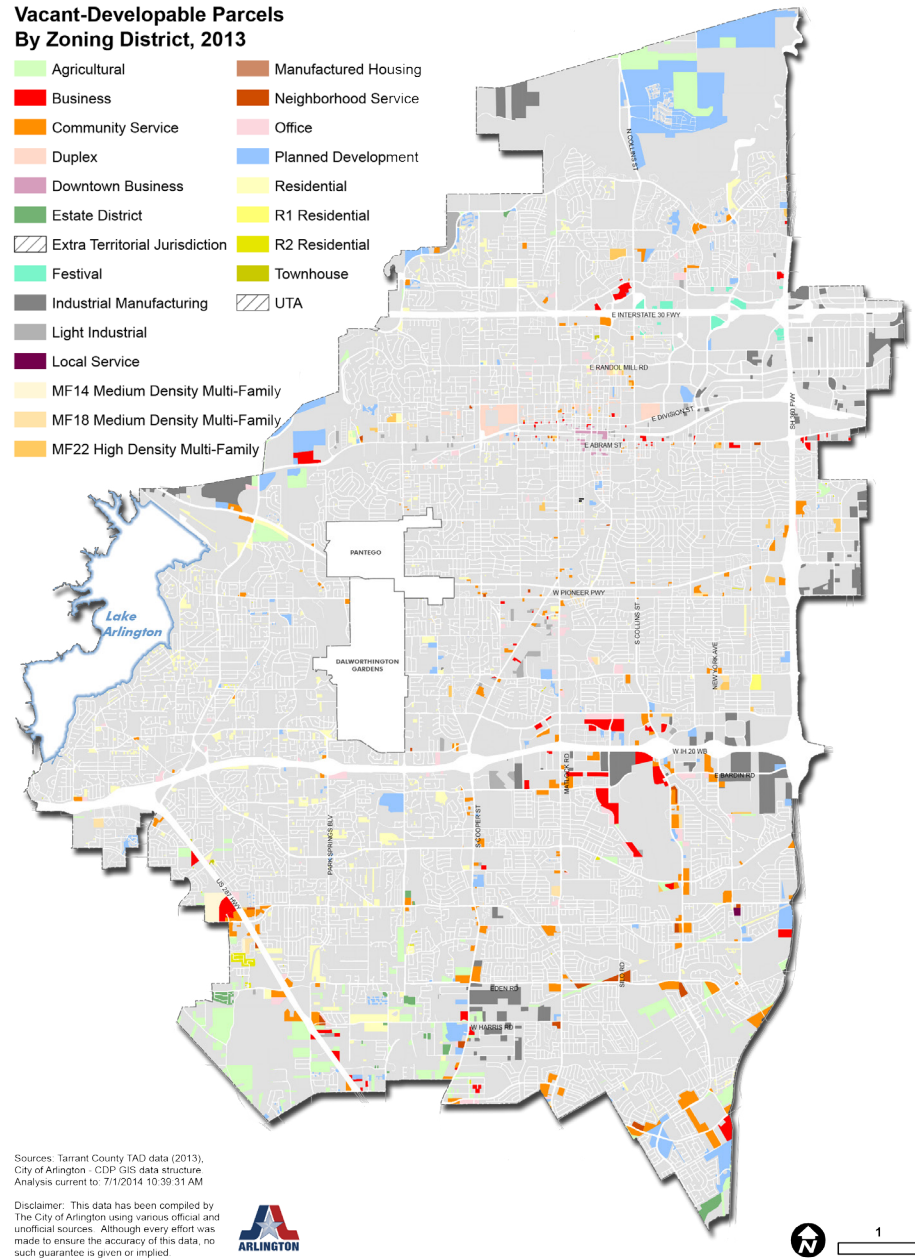 Vacant-Developable Parcels
By Zoning District, 2013
Agricultural
Business
Community Service
Duplex
Downtown Business
Estate District
Extra Territorial Jurisdiction
Festival
Industrial Manufacturing
Light Industrial
Local Service
MF14 Medium Density Multi-Family
MF18 Medium Density Multi-Family
MF22 High Density Multi-Family
Manufactured Housing
Neighborhood Service
Office
Planned Development
Residential
R1 Residential
R2 Residential
Townhouse
UTA
N COLLINS ST
E INTERSTATE 30 FWY
E RANDOL MILL RD
E DIVISION ST
SH 360 FWY
E ABRAM ST
PANTEGO
W PIONEER PWY
Lake
Arlington
S COLLINS ST
DALWORTHINGTON
GARDENS
NEW YORK AVE
W IH 20 WB
MATLOCK RD
E BARDIN RD
S COOPER ST
PARK SPRINGS BLV
US 287 HWY
SILO RD
EDEN RD
W HARRIS RD
Sources: Tarrant County TAD data (2013),
City of Arlington - CDP GIS data structure.
Analysis current to: 7/1/2014 10:39:31 AM
Disclaimer: This data has been compiled by
The City of Arlington using various official and
unofficial sources. Although every effort was
made to ensure the accuracy of this data, no
such guarantee is given or implied.
ARLINGTON
N
1